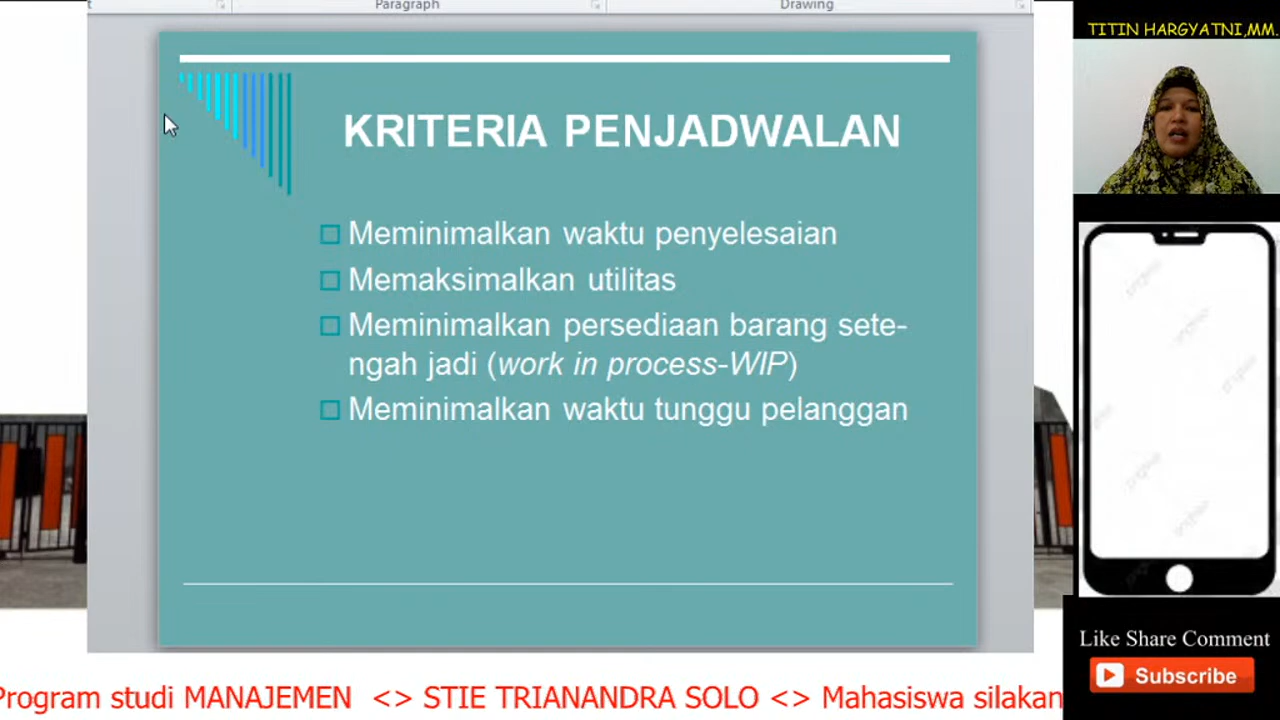 Paragraph
Drawing
TITIN HARGYATNI,MM.
KRITERIA PENJADWALAN
Meminimalkan waktu penyelesaian
Memaksimalkan utilitas
Meminimalkan persediaan barang sete-
ngah jadi (work in process-WIP)
Meminimalkan waktu tunggu pelanggan
Like Share Comment
Subscribe
Program studi MANAJEMEN <> STIE TRIANANDRA SOLO <> Mahasiswa silakan